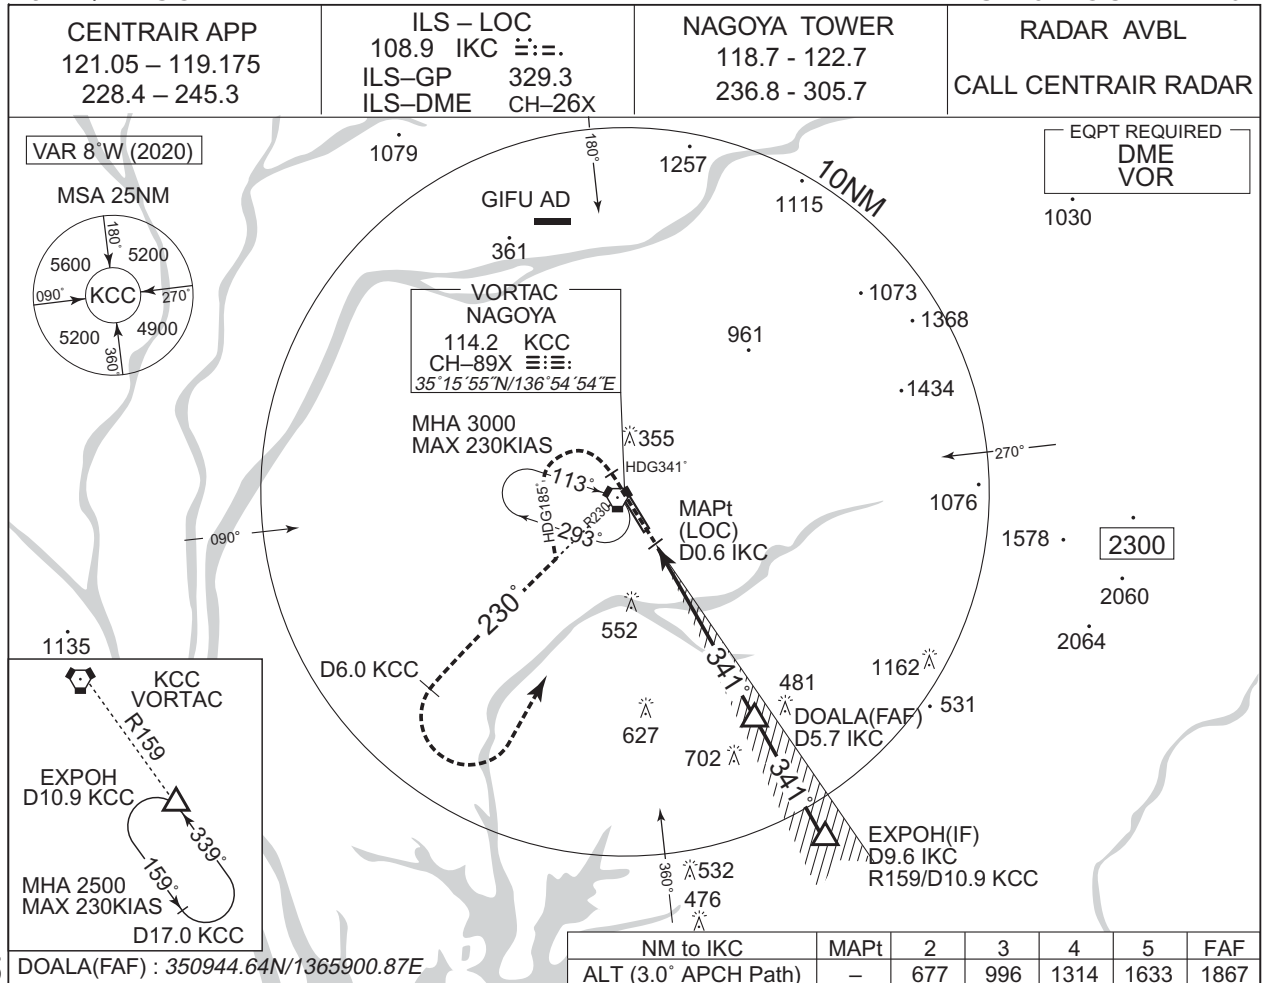 CENTRAIR APP
121.05 – 119.175
228.4 – 245.3
ILS – LOC
108.9 IKC
ILS–GP 329.3
ILS–DME CH–26X
NAGOYA TOWER
118.7 - 122.7
236.8 - 305.7
RADAR AVBL
CALL CENTRAIR RADAR
VAR 8°W (2020)
MSA 25NM
180°
5600
5200
090°
KCC
270°
5200
4900
360°
1079
180°
1257
10NM
1115
EQPT REQUIRED
DME
VOR
1030
GIFU AD
361
VORTAC
NAGOYA
114.2 KCC
CH–89X
35°15´55˝N/136°54´54˝E
1073
1368
961
1434
MHA 3000
MAX 230KIAS
355
HDG341°
113°
HDG185°
R230
293°
270°
1076
MAPt
(LOC)
D0.6 IKC
090°
1578
2300
2060
2064
230°
552
341°
1135
D6.0 KCC
1162
481
531
DOALA(FAF)
D5.7 IKC
627
702
341°
KCC
VORTAC
R159
EXPOH
D10.9 KCC
339°
159°
MHA 2500
MAX 230KIAS
D17.0 KCC
EXPOH(IF)
D9.6 IKC
R159/D10.9 KCC
360°
532
476
DOALA(FAF) : 350944.64N/1365900.87E
NM to IKC MAPt 2 3 4 5 FAF
ALT (3.0° APCH Path) – 677 996 1314 1633 1867